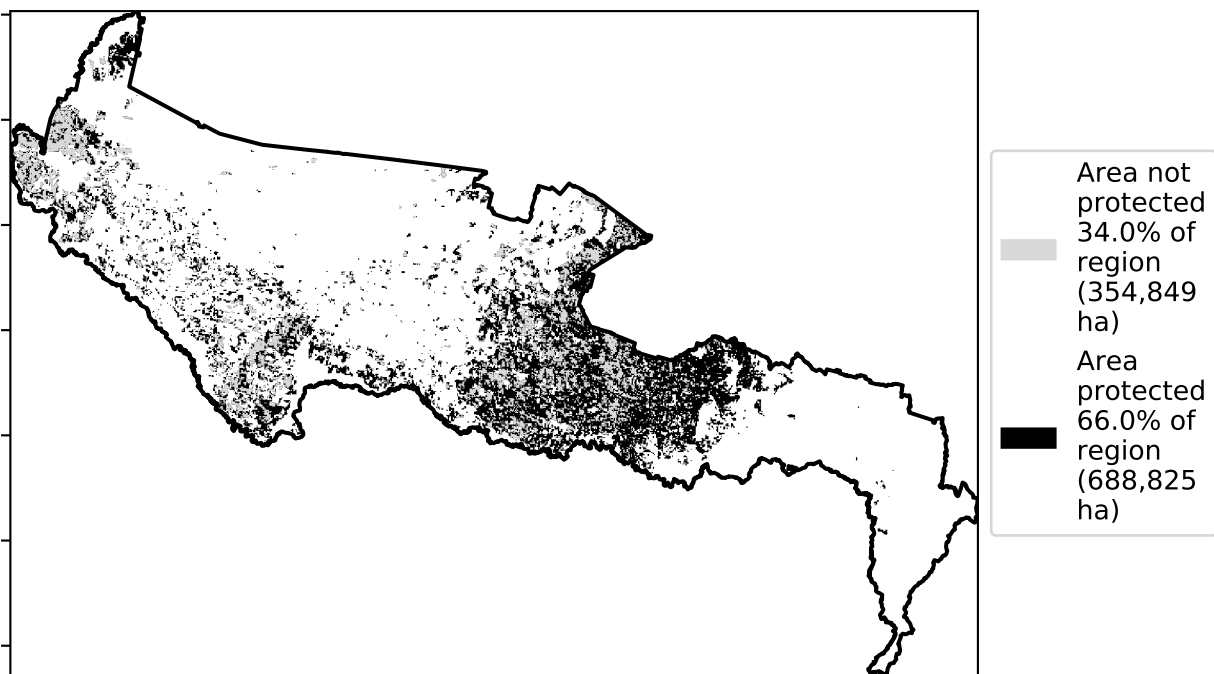 Area not
protected
34.0% of
region
(354,849
ha)
Area
protected
66.0% of
region
(688,825
ha)